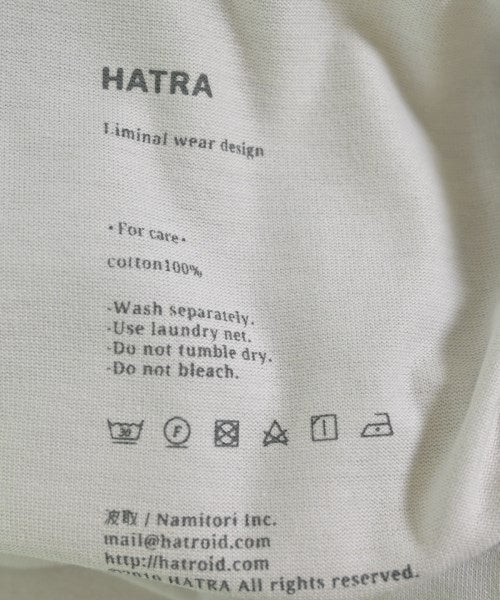 HATRA
Liminal wear design
•For care•
cotton100%
-Wash separately.
-Use laundry net.
-Do not tumble dry.
-Do not bleach.
30 F
波取 / Namitori Inc.
mail@hatroid.com
http://hatroid.com
HATRA All rights reserved.